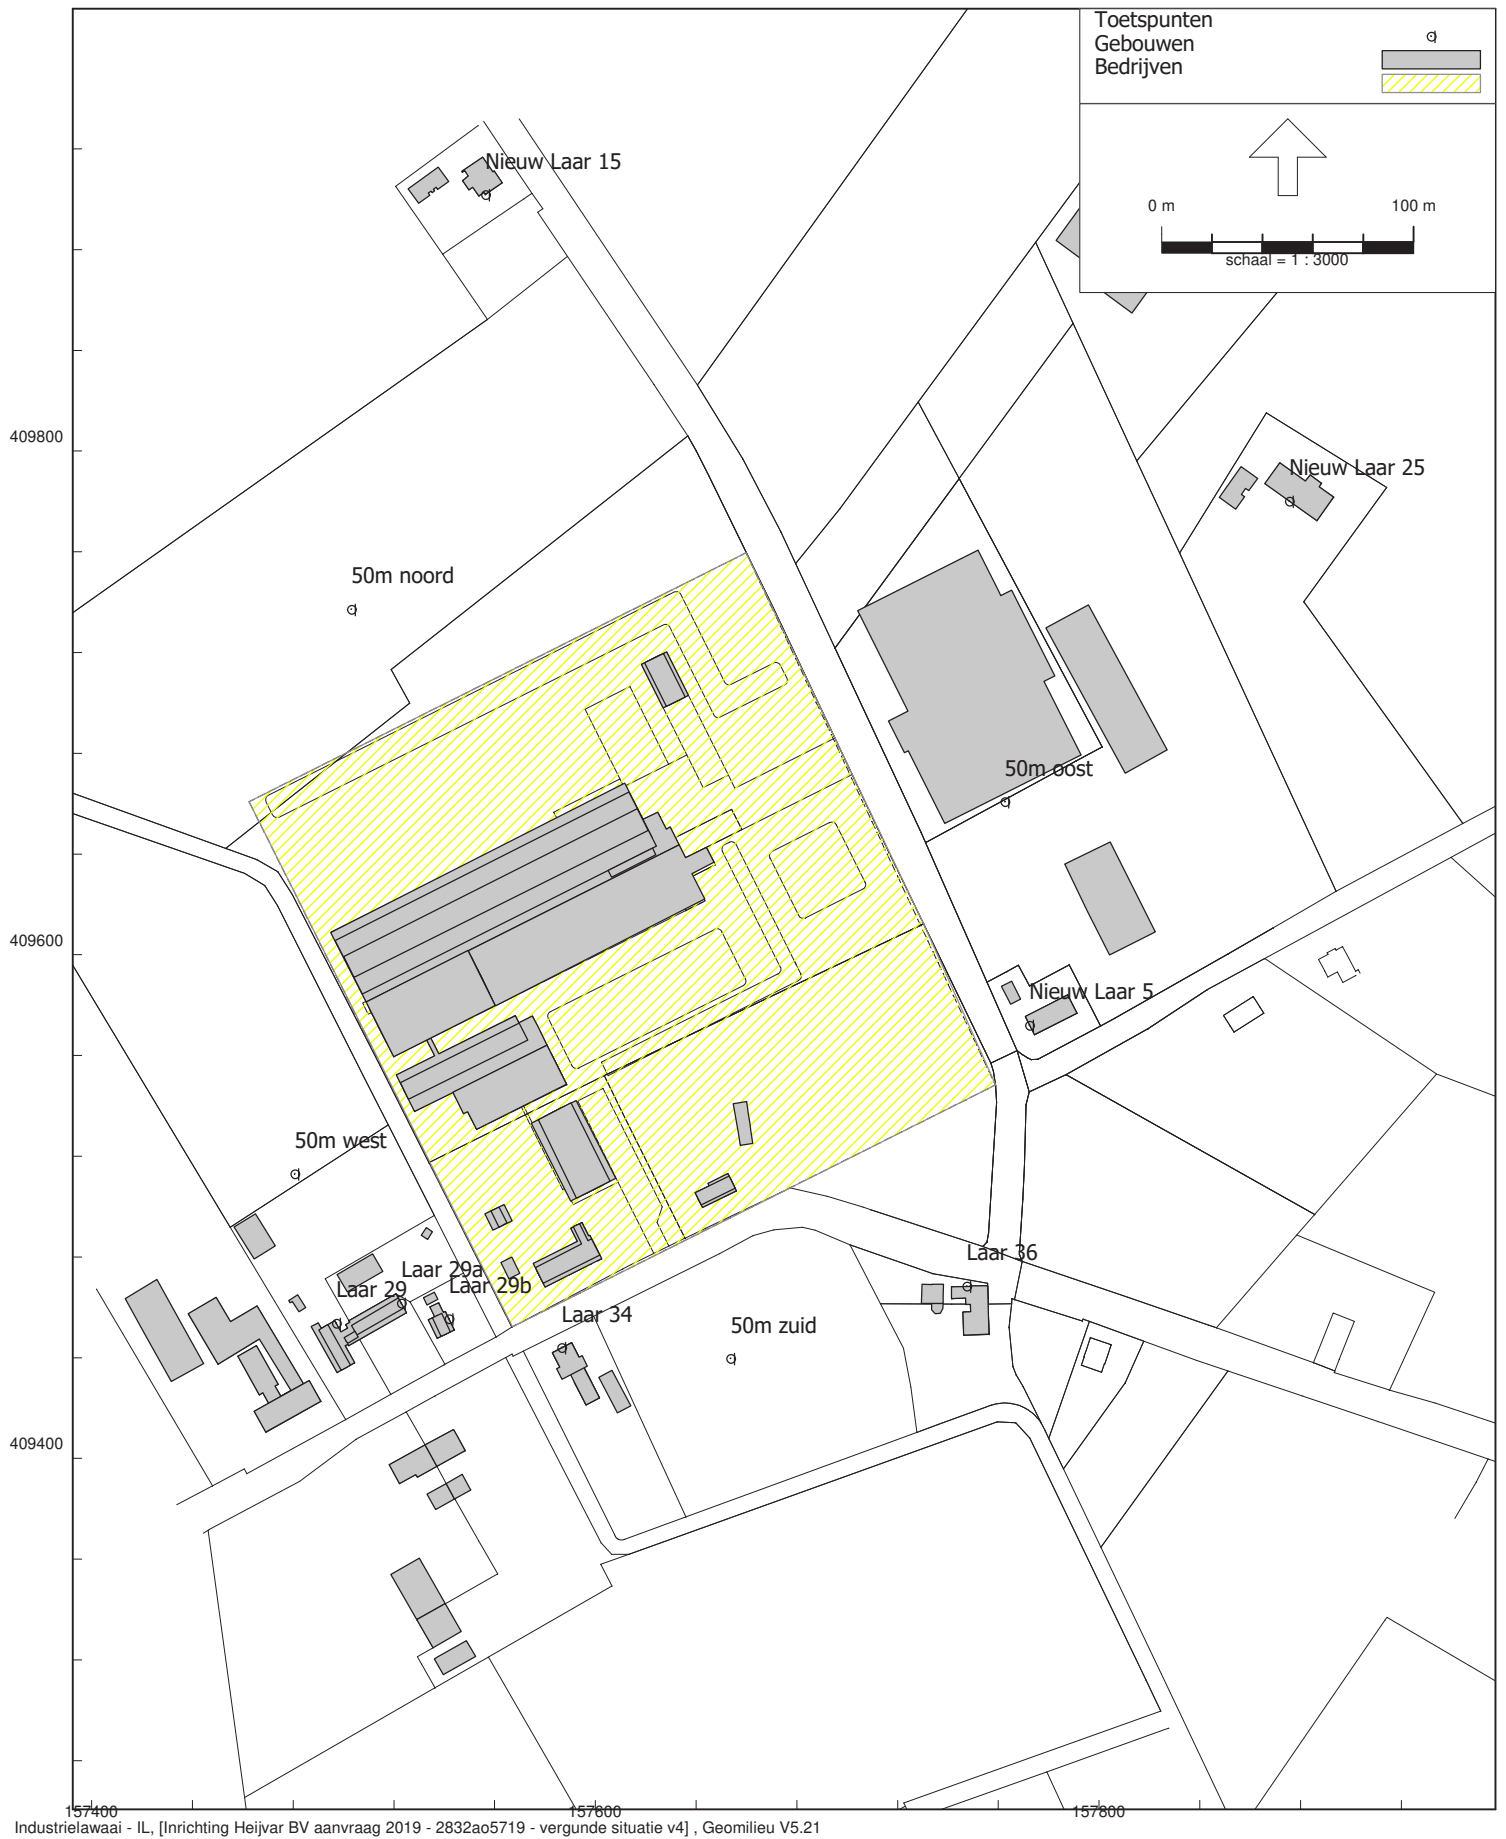 Toetspunten
Gebouwen
Bedrijven
0 m 100 m
schaal = 1 : 3000
Nieuw Laar 15
409800
Nieuw Laar 25
50m noord
50m oost
409600
Nieuw Laar 5
50m west
Laar 36
Laar 29a
Laar 29 Laar 29b
Laar 34
50m zuid
409400
157400 157600 157800
Industrielawaai - IL, [Inrichting Heijvar BV aanvraag 2019 - 2832ao5719 - vergunde situatie v4] , Geomilieu V5.21